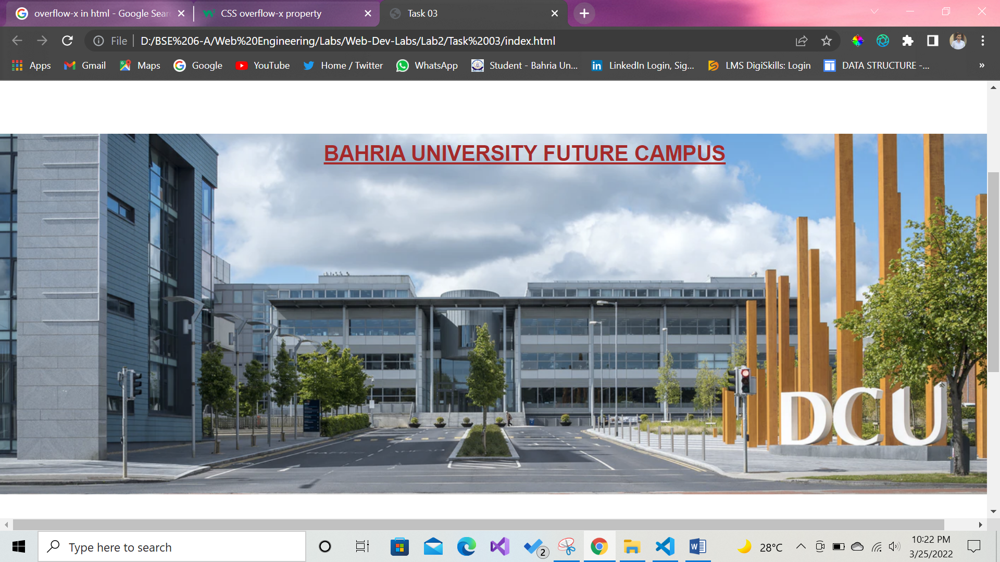 overflow-x in html - Google Sear
CSS overflow-x property
Task 03
File
D:/BSE%206-A/Web%20Engineering/Labs/Web-Dev-Labs/Lab2/Task%2003/index.html
Apps
Gmail
Maps
Google
YouTube
Home / Twitter
WhatsApp
Student - Bahria Un...
LinkedIn Login, Sig...
LMS DigiSkills: Login
DATA STRUCTURE -...
»
BAHRIA UNIVERSITY FUTURE CAMPUS
DCU
Type here to search
2
28°C
10:22 PM
3/25/2022